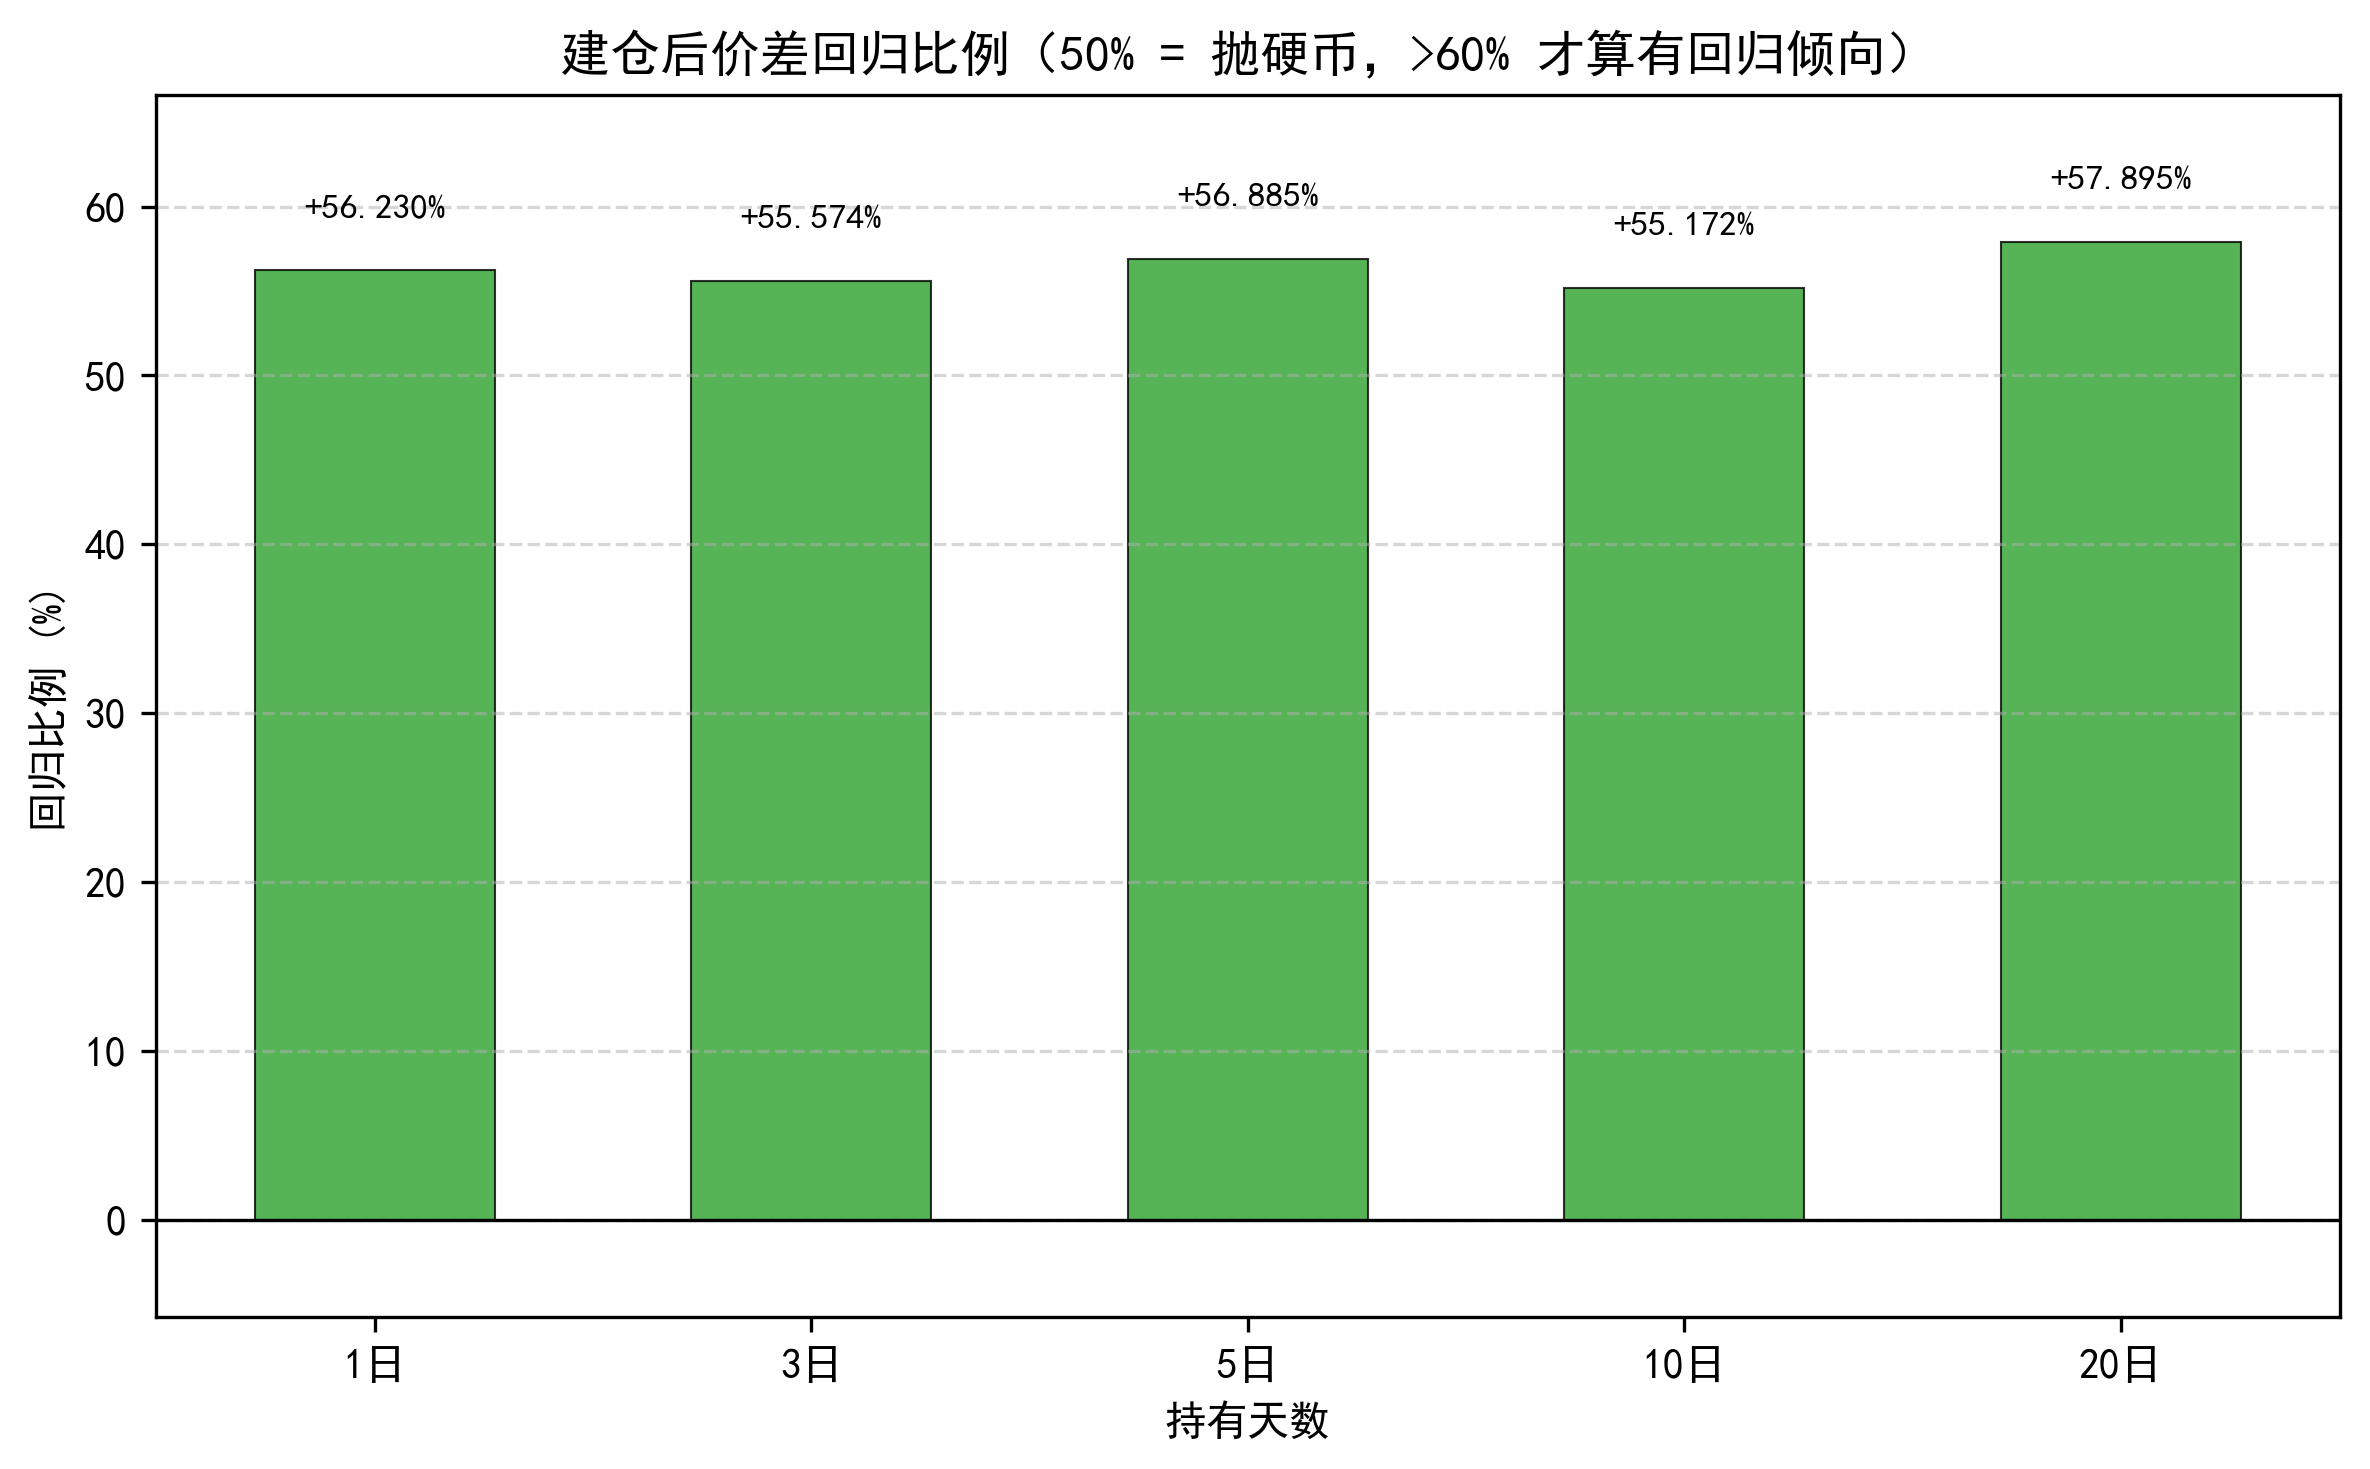 建仓后价差回归比例（50% = 抛硬币，>60% 才算有回归倾向）
+56.230%
+55.574%
+56.885%
+55.172%
+57.895%
60
50
40
30
20
10
0
回归比例 (%)
1日
3日
5日
10日
20日
持有天数